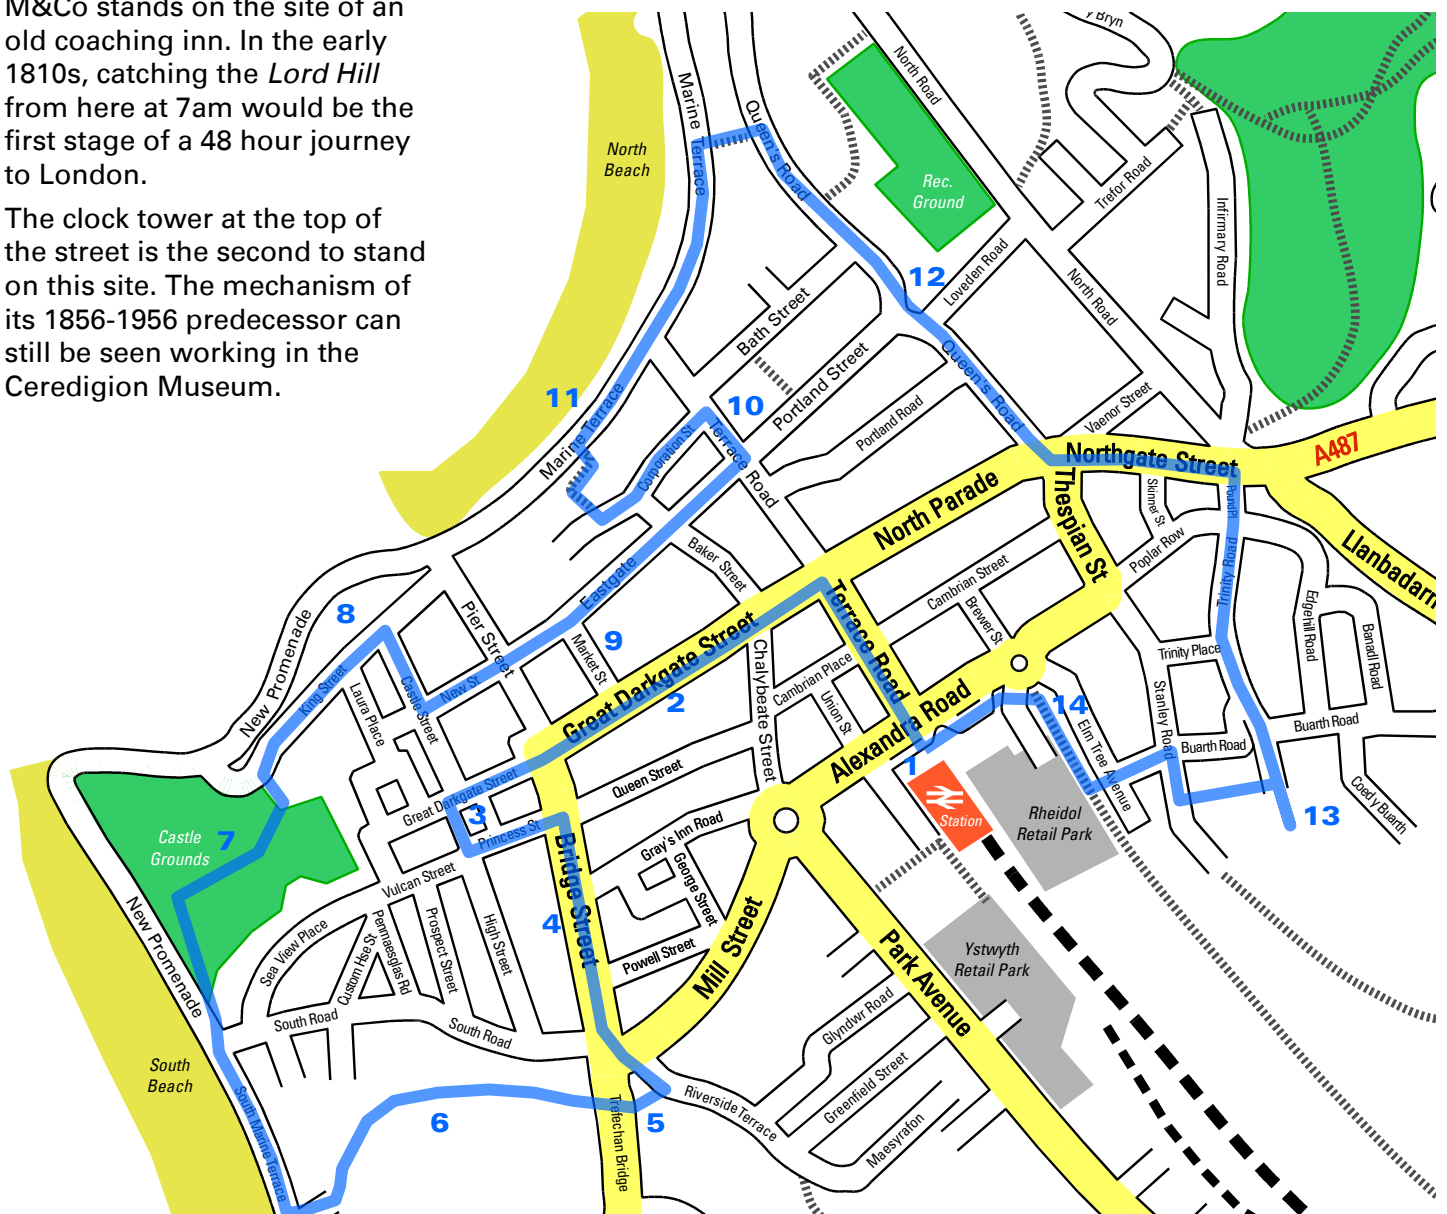 M&Co stands on the site of an
old coaching inn. In the early
1810s, catching the Lord Hill
from here at 7am would be the
first stage of a 48 hour journey
to London.
The clock tower at the top of
the street is the second to stand
on this site. The mechanism of
its 1856-1956 predecessor can
still be seen working in the
Ceredigion Museum.
North
Beach
Marine Terrace
Queen's Road
North Road
y Bryn
Rec.
Ground
Trefor Road
Infirmary Road
12
Loveden Road
North Road
Bath Street
Portland Street
Queen's Road
11
Marine Terrace
10
Corporation St
Terrace Road
Portland Road
Vaenor Street
Northgate Street
A487
North Parade
Thespian St
Skinner St
Pound Pl
Poplar Row
Llanbadarn
Baker Street
Eastgate
Cambrian Street
Brewer St
Trinity Road
Edgehill Road
Banadl Road
8
New Promenade
Pier Street
Market St
9
Great Darkgate Street
2
Terrace Road
Trinity Place
King Street
Laura Place
Castle Street
New St
Chalybeate Street
Cambrian Place
Union St
Alexandra Road
14
Elm Tree Avenue
Stanley Road
Buarth Road
Buarth Road
Coed y Buarth
13
1
Station
Rheidol
Retail Park
Queen Street
Great Darkgate Street
3
Princess St
Gray's Inn Road
George Street
Castle
Grounds
7
Vulcan Street
Bridge Street
4
Powell Street
Mill Street
Park Avenue
Ystwyth
Retail Park
New Promenade
Sea View Place
Custom Hse St
Penmaesglas Rd
Prospect Street
High Street
South Road
South Road
Glyndwr Road
Greenfield Street
Maesyrafon
South
Beach
South Marine Terrace
6
5
Riverside Terrace
Trefechan Bridge